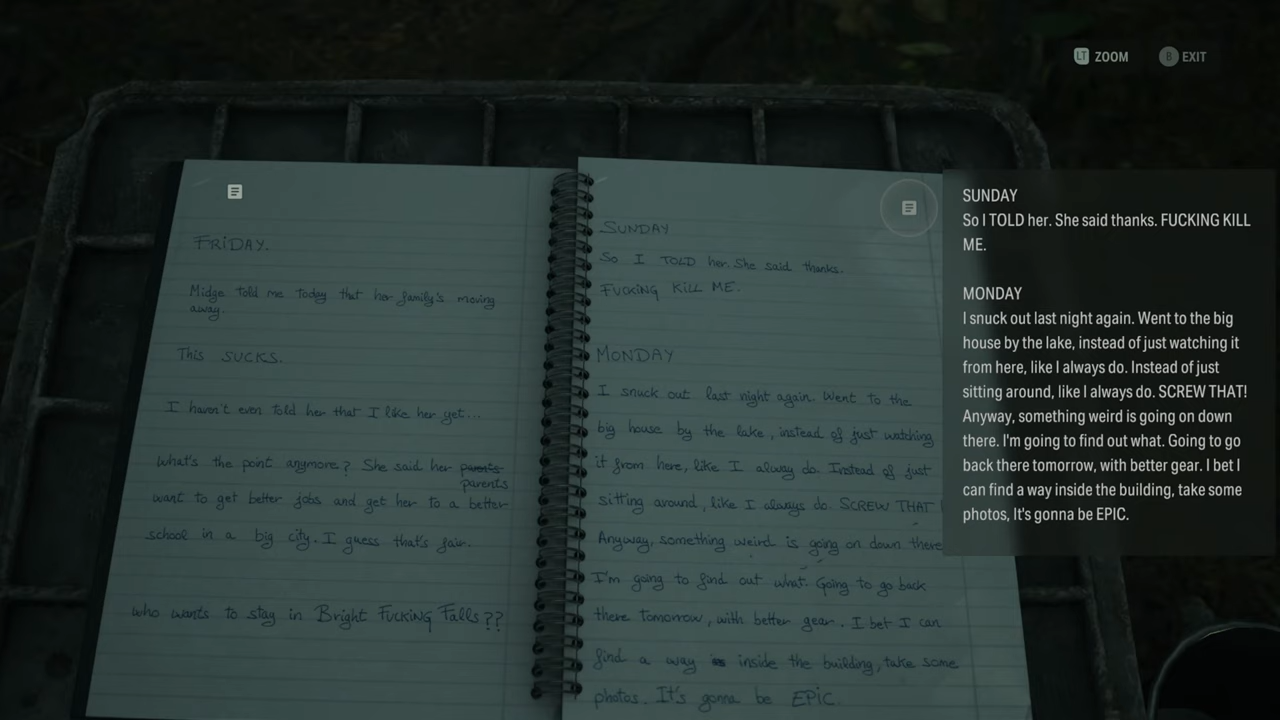 LT ZOOM
B EXIT
FRIDAY.
Midge told me today that her family's moving
away.
This SUCKS.
I haven't even told her that I like her yet...
what's the point anymore? She said her parents
parents
want to get better jobs and get her to a better
school in a big city. I guess that's fair.
who wants to stay in Bright FUCKING Falls??
SUNDAY
So I TOLD her. She said thanks.
FUCKING KILL ME.
MONDAY
I snuck out last night again. Went to the
big house by the lake, instead of just watching
it from here, like I alway do. Instead of just
sitting around, like I always do. SCREW THAT!
Anyway, something weird is going on down there
I'm going to find out what. Going to go back
there tomorrow, with better gear. I bet I can
find a way inside the building, take some
photos. It's gonna be EPIC.
SUNDAY
So I TOLD her. She said thanks. FUCKING KILL
ME.
MONDAY
I snuck out last night again. Went to the big
house by the lake, instead of just watching it
from here, like I always do. Instead of just
sitting around, like I always do. SCREW THAT!
Anyway, something weird is going on down
there. I'm going to find out what. Going to go
back there tomorrow, with better gear. I bet I
can find a way inside the building, take some
photos, It's gonna be EPIC.